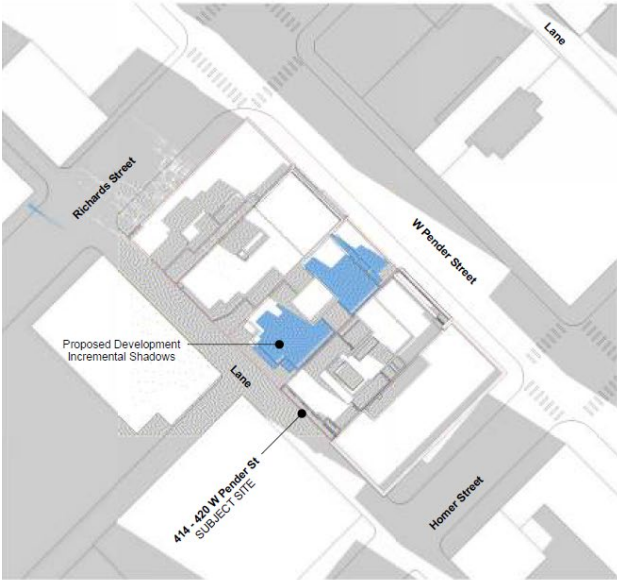 Lane
Richards Street
W Pender Street
Proposed Development
Incremental Shadows
Lane
414 - 420 W Pender St
SUBJECT SITE
Homer Street